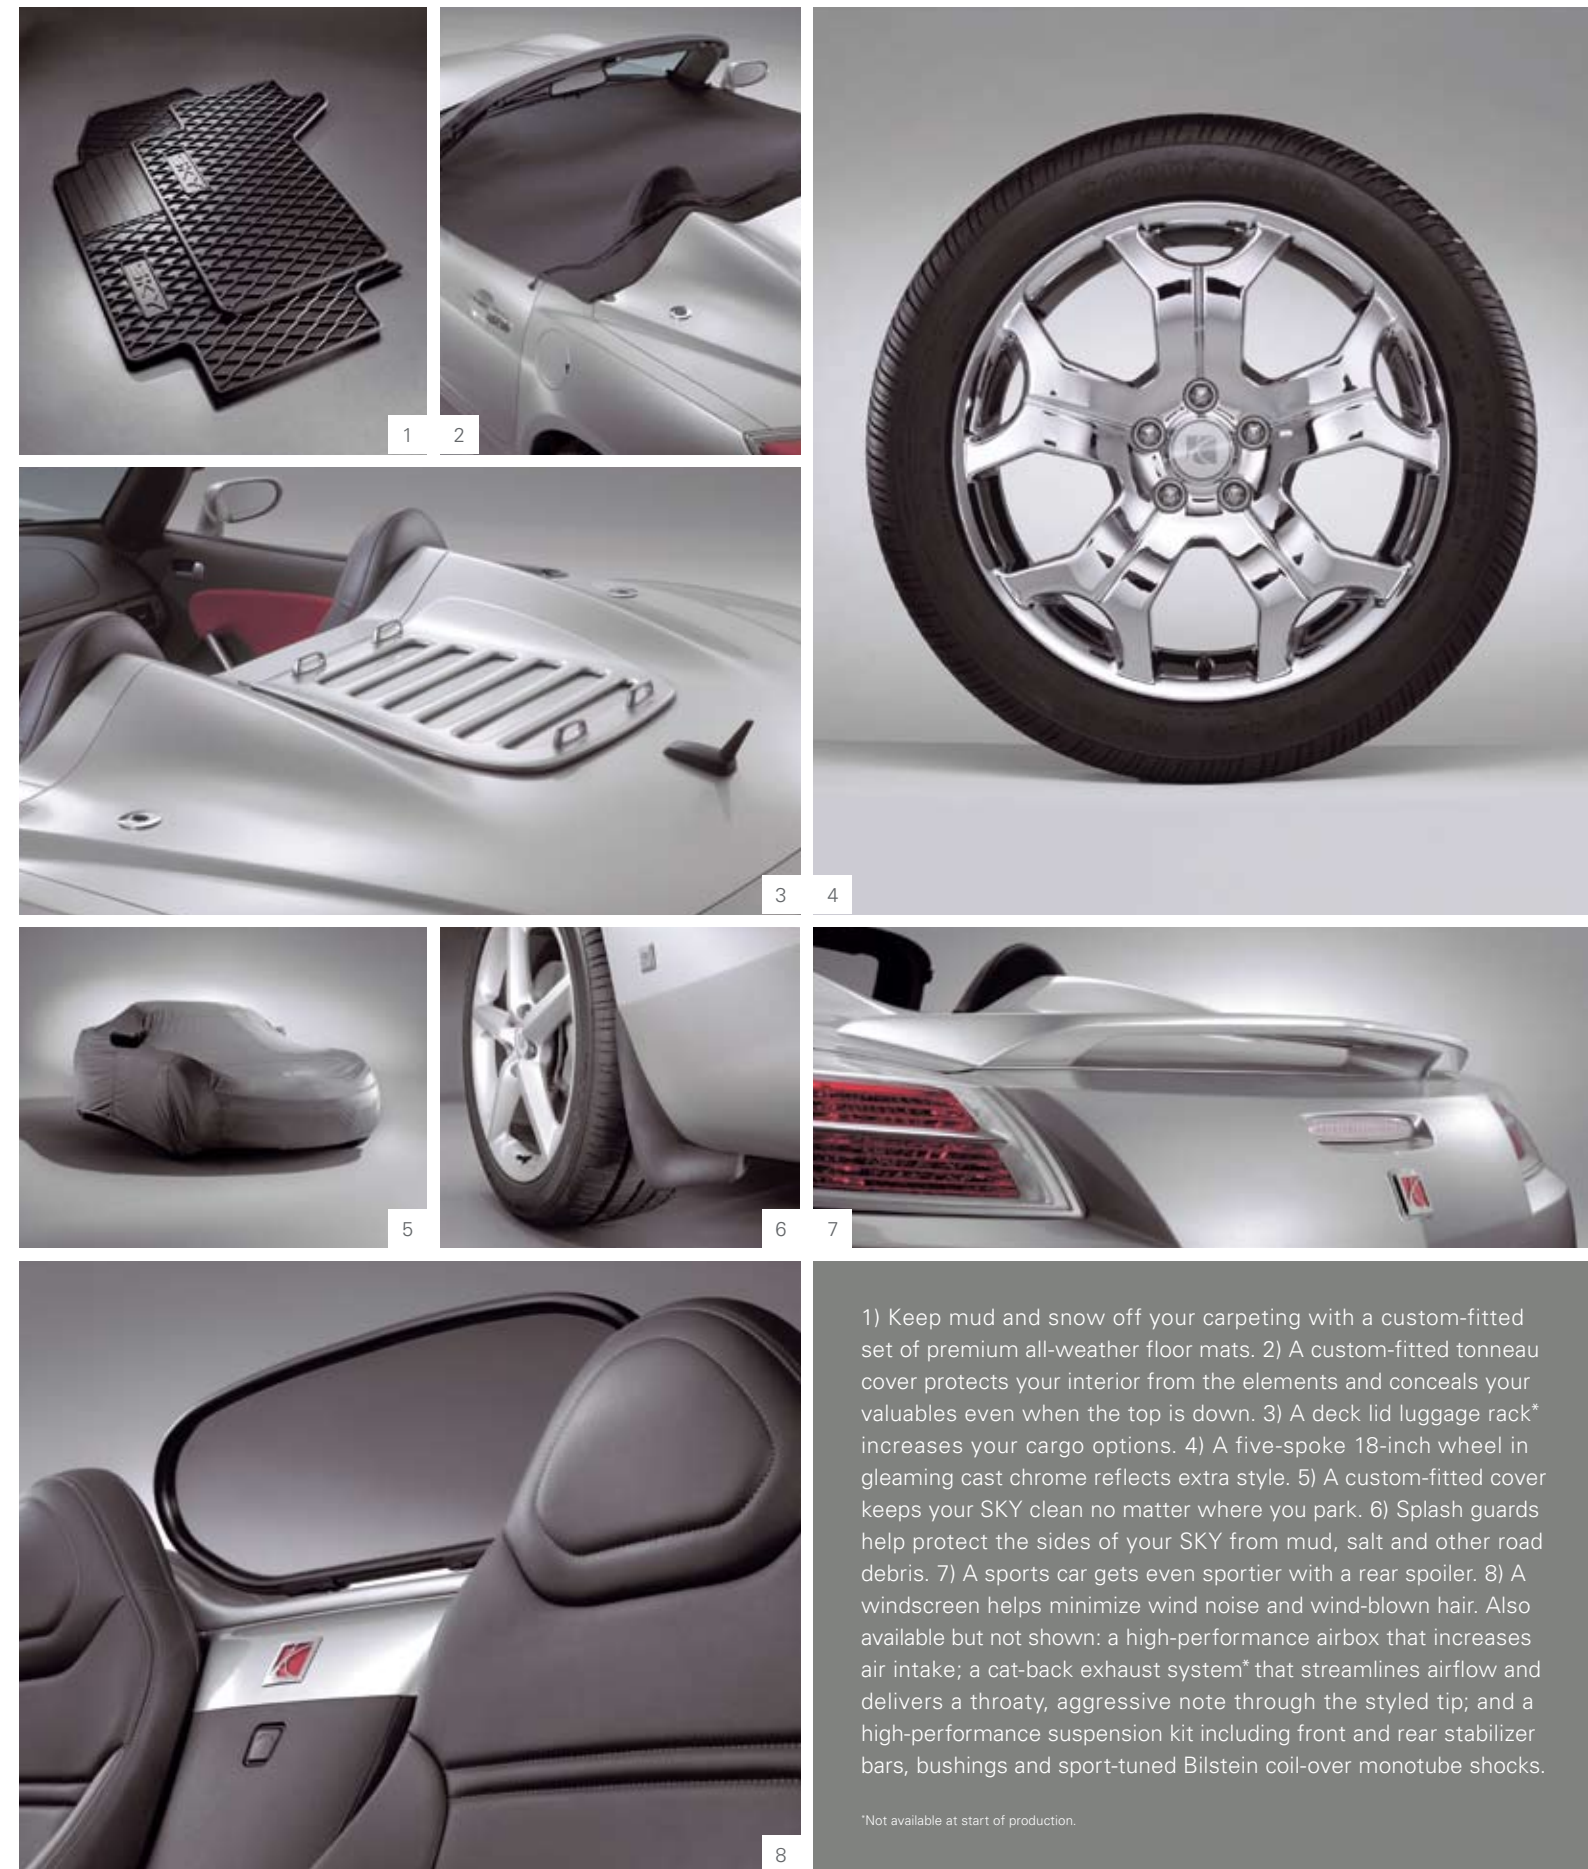 SKY
SKY
1
2
3
4
5
6
7
8
1) Keep mud and snow off your carpeting with a custom-fitted
set of premium all-weather floor mats. 2) A custom-fitted tonneau
cover protects your interior from the elements and conceals your
valuables even when the top is down. 3) A deck lid luggage rack*
increases your cargo options. 4) A five-spoke 18-inch wheel in
gleaming cast chrome reflects extra style. 5) A custom-fitted cover
keeps your SKY clean no matter where you park. 6) Splash guards
help protect the sides of your SKY from mud, salt and other road
debris. 7) A sports car gets even sportier with a rear spoiler. 8) A
windscreen helps minimize wind noise and wind-blown hair. Also
available but not shown: a high-performance airbox that increases
air intake; a cat-back exhaust system* that streamlines airflow and
delivers a throaty, aggressive note through the styled tip; and a
high-performance suspension kit including front and rear stabilizer
bars, bushings and sport-tuned Bilstein coil-over monotube shocks.
*Not available at start of production.